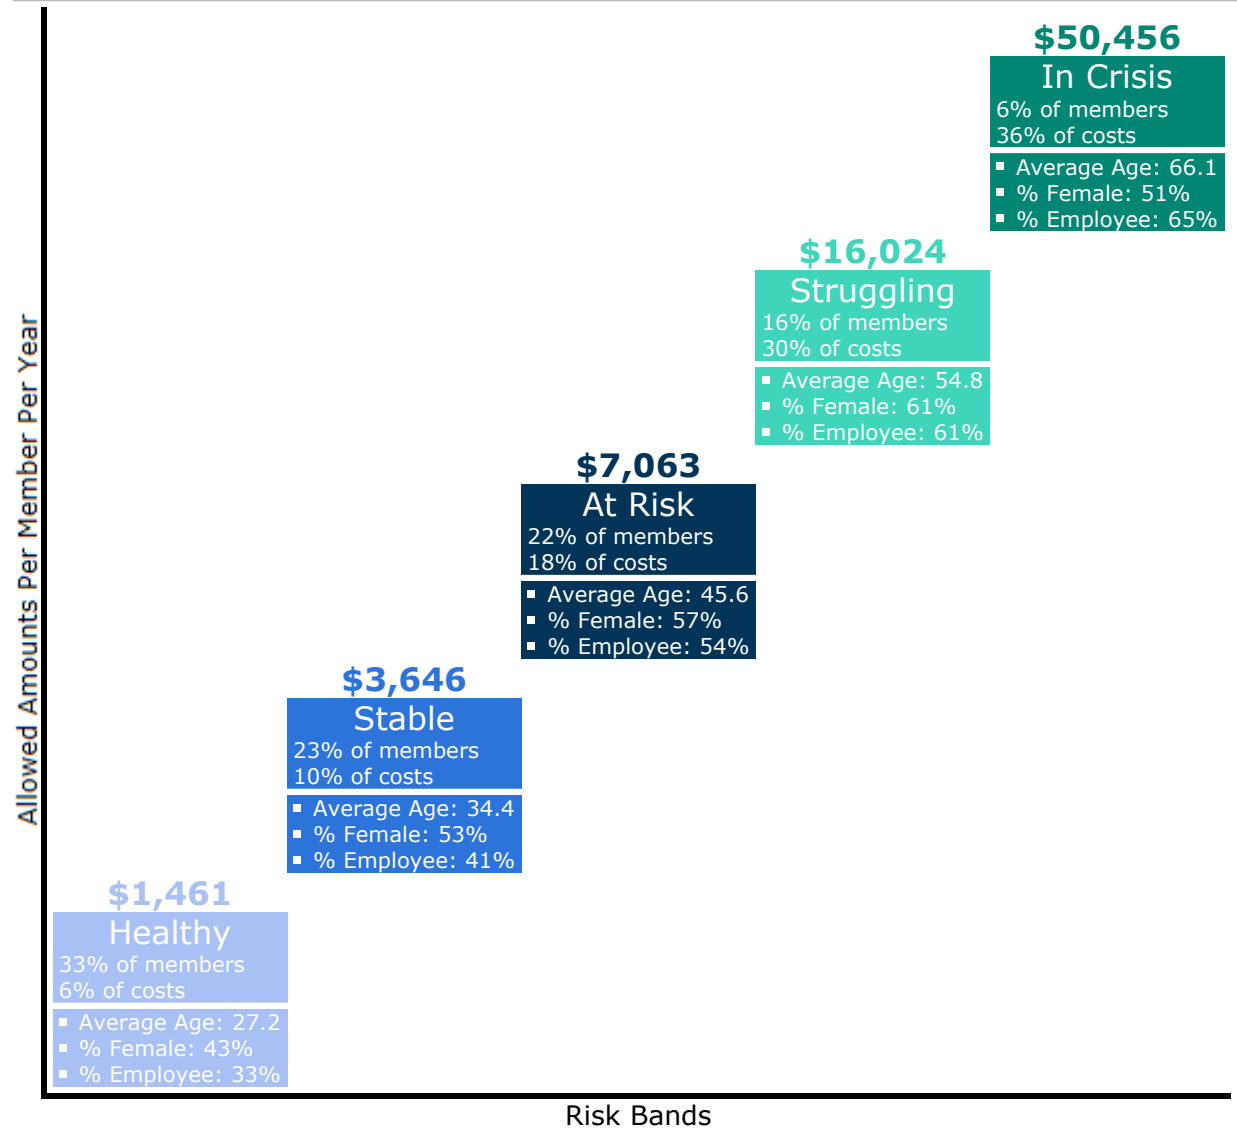 $50,456
In Crisis
6% of members
36% of costs
▪ Average Age: 66.1
▪ % Female: 51%
▪ % Employee: 65%
$16,024
Struggling
16% of members
30% of costs
▪ Average Age: 54.8
▪ % Female: 61%
▪ % Employee: 61%
$7,063
At Risk
22% of members
18% of costs
▪ Average Age: 45.6
▪ % Female: 57%
▪ % Employee: 54%
$3,646
Stable
23% of members
10% of costs
▪ Average Age: 34.4
▪ % Female: 53%
▪ % Employee: 41%
$1,461
Healthy
33% of members
6% of costs
▪ Average Age: 27.2
▪ % Female: 43%
▪ % Employee: 33%
Allowed Amounts Per Member Per Year
Risk Bands